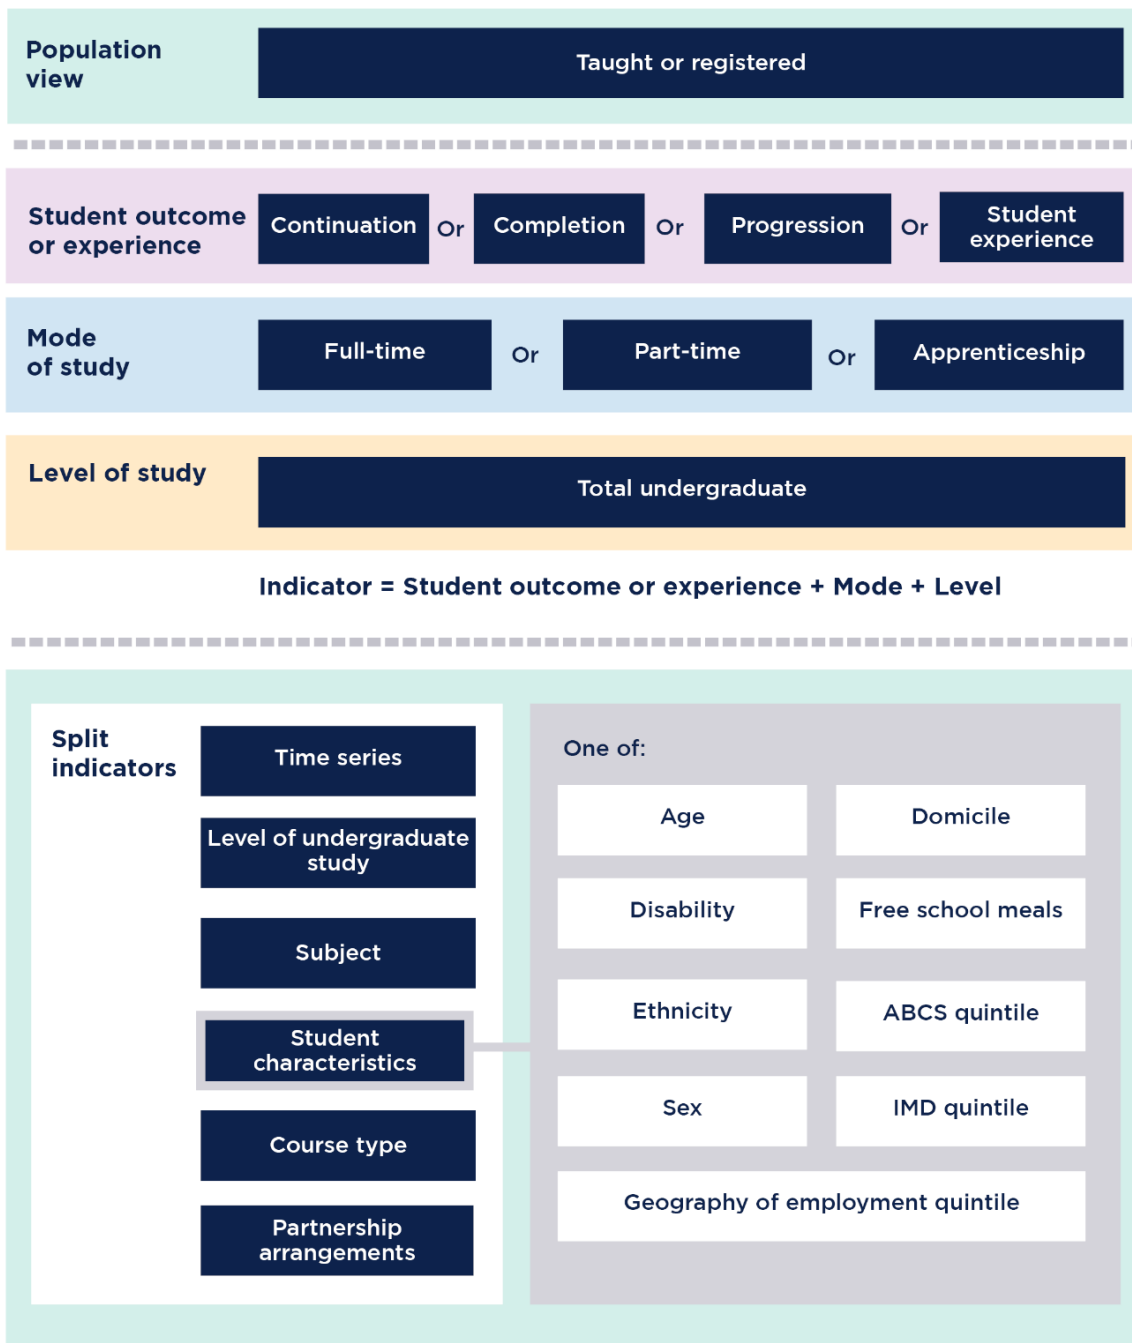 Population
view
Taught or registered
Student outcome
or experience
Continuation Or Completion Or Progression Or Student
experience
Mode
of study
Full-time Or Part-time Or Apprenticeship
Level of study
Total undergraduate
Indicator = Student outcome or experience + Mode + Level
Split
indicators
Time series
Level of undergraduate
study
Subject
Student
characteristics
Course type
Partnership
arrangements
One of:
Age
Domicile
Disability
Free school meals
Ethnicity
ABCS quintile
Sex
IMD quintile
Geography of employment quintile